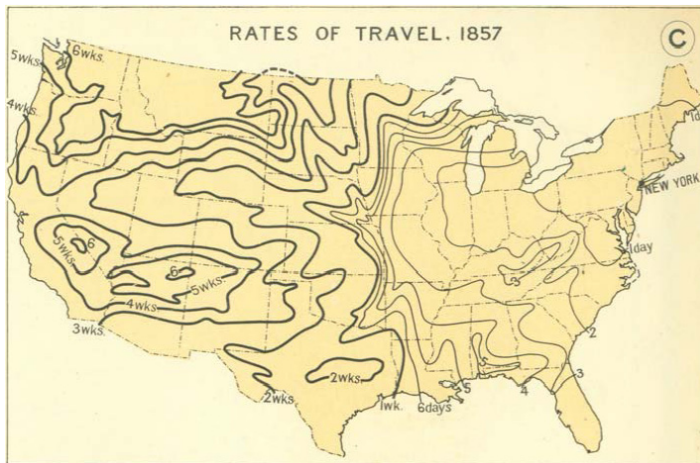 RATES OF TRAVEL, 1857
C
5wks.
6wks.
4wks
1d
NEW YORK
1day
5wks.
6
6
5wks.
4wks
3wks.
2
3
2wks.
2wks.
1wk.
6days
5
4